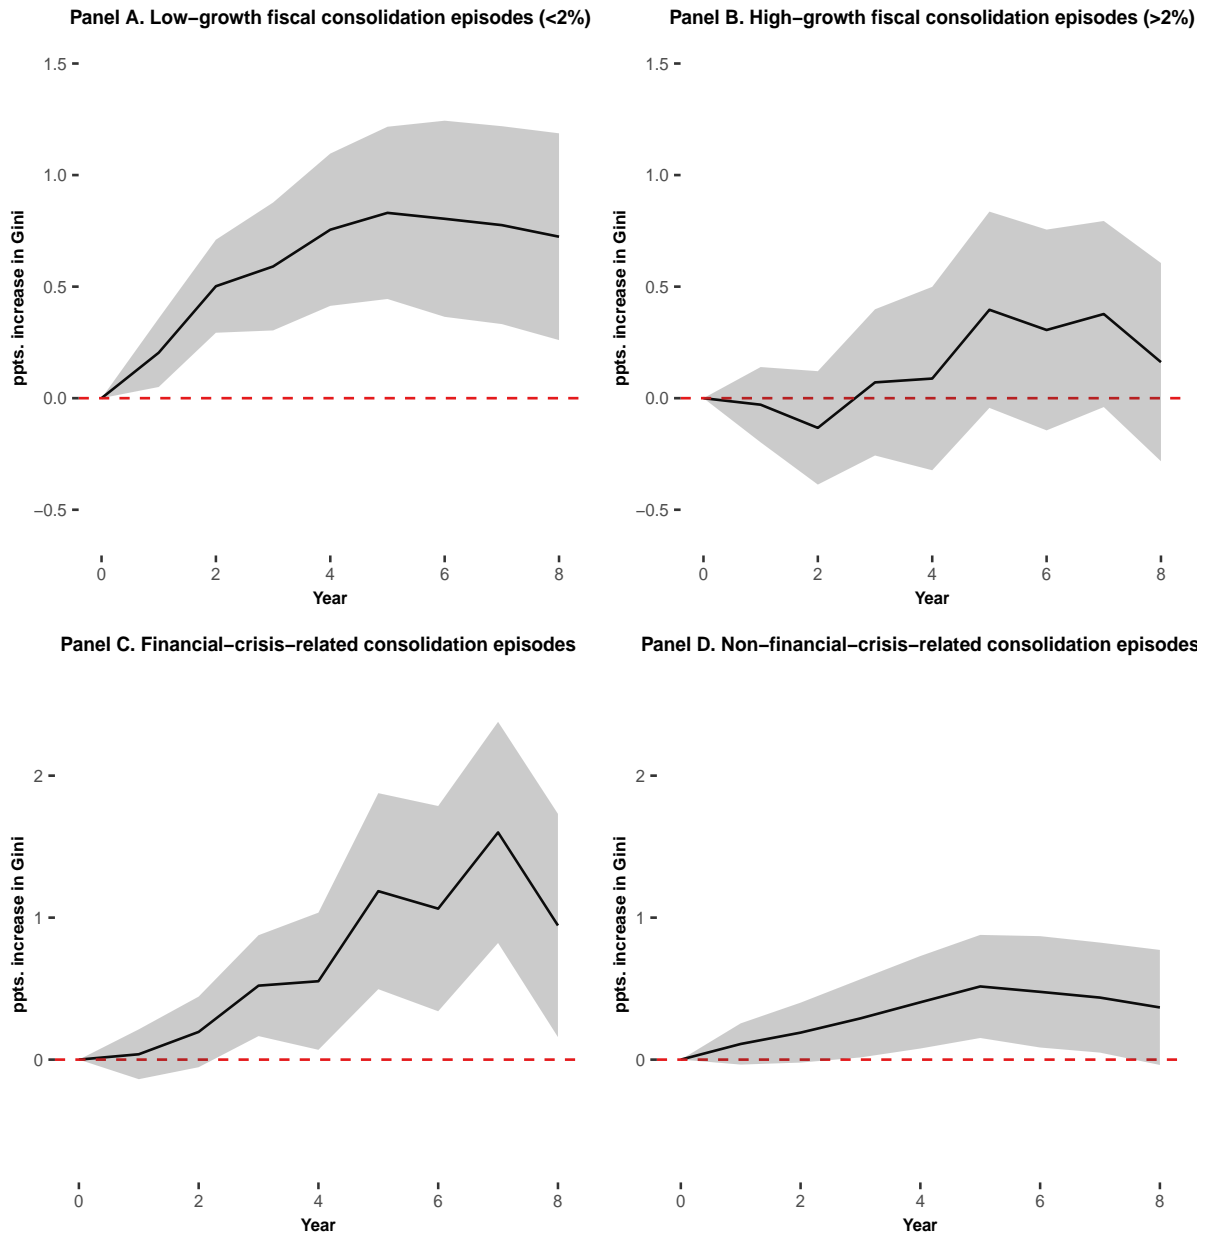 Panel A. Low−growth fiscal consolidation episodes (<2%)
1.5
1.0
0.5
0.0
−0.5
ppts. increase in Gini
0 2 4 6 8
Year
Panel B. High−growth fiscal consolidation episodes (>2%)
1.5
1.0
0.5
0.0
−0.5
ppts. increase in Gini
0 2 4 6 8
Year
Panel C. Financial−crisis−related consolidation episodes
2
1
0
ppts. increase in Gini
0 2 4 6 8
Year
Panel D. Non−financial−crisis−related consolidation episodes
2
1
0
ppts. increase in Gini
0 2 4 6 8
Year